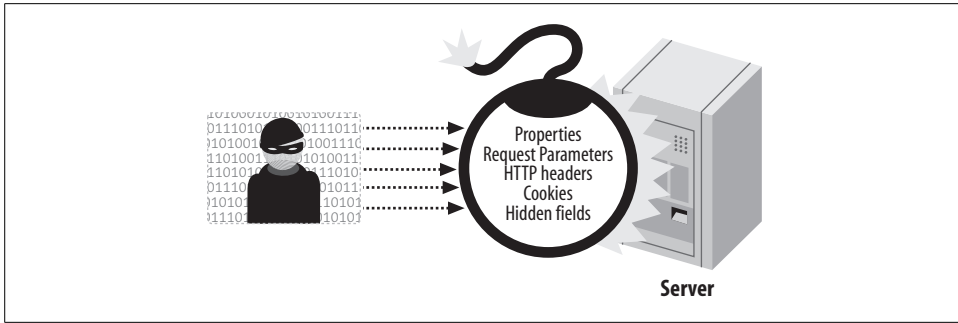 Properties
Request Parameters
HTTP headers
Cookies
Hidden fields
Server